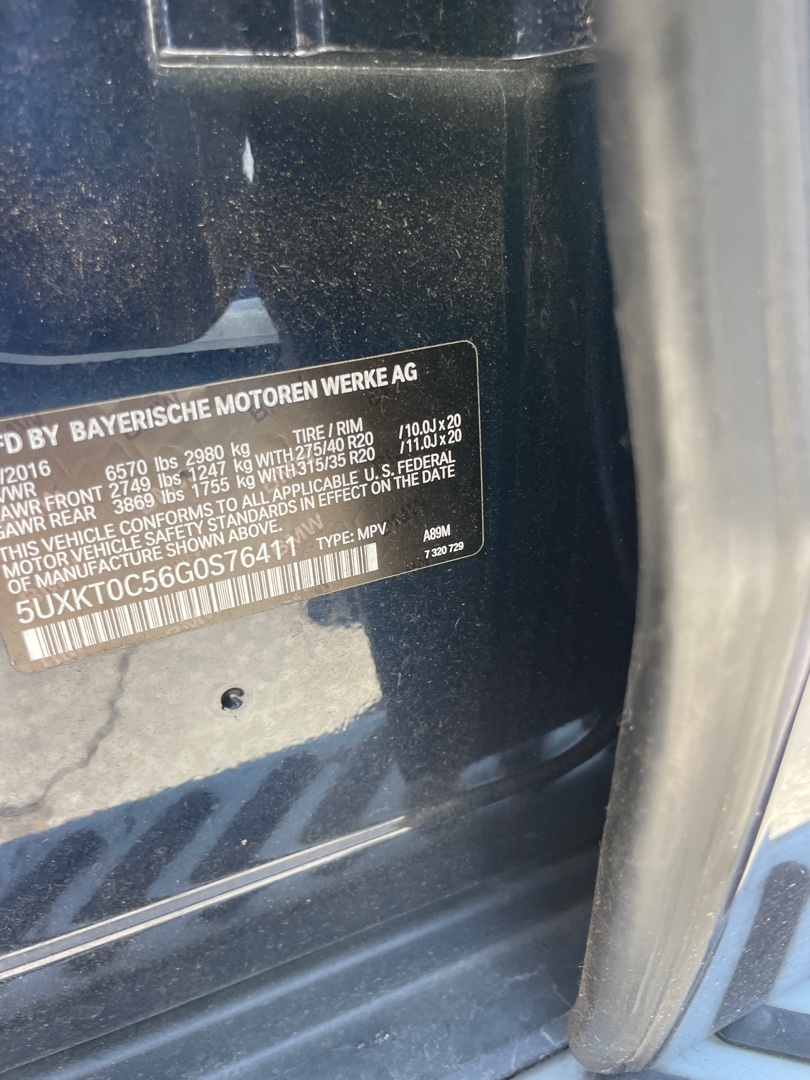 FD BY BAYERISCHE MOTOREN WERKE AG
/2016
VWR 6570 lbs 2980 kg TIRE / RIM
AWR FRONT 2749 lbs 1247 kg WITH 275/40 R20 /10.0J x 20
GAWR REAR 3869 lbs 1755 kg WITH 315/35 R20 /11.0J x 20
THIS VEHICLE CONFORMS TO ALL APPLICABLE U. S. FEDERAL
MOTOR VEHICLE SAFETY STANDARDS IN EFFECT ON THE DATE
OF MANUFACTURE SHOWN ABOVE.
5UXKT0C56G0S76411 TYPE: MPV A89M
7 320 729